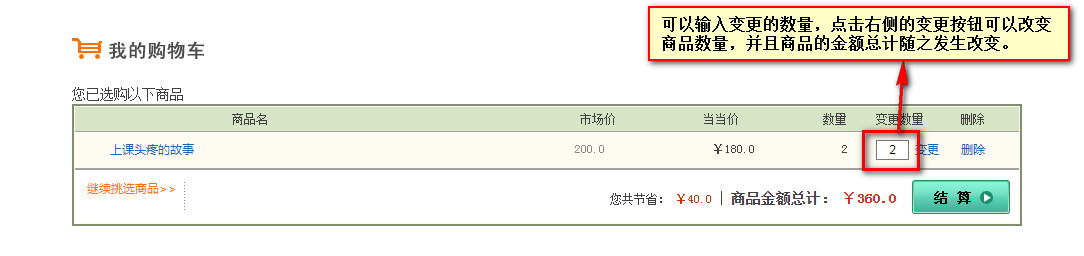 可以输入变更的数量，点击右侧的变更按钮可以改变
商品数量，并且商品的金额总计随之发生改变。
我的购物车
您已选购以下商品
商品名 市场价 当当价 数量 变更数量 删除
上课头疼的故事 200.0 ￥180.0 2 2 变更 删除
继续挑选商品>> 您共节省：￥40.0 | 商品金额总计：￥360.0 结 算